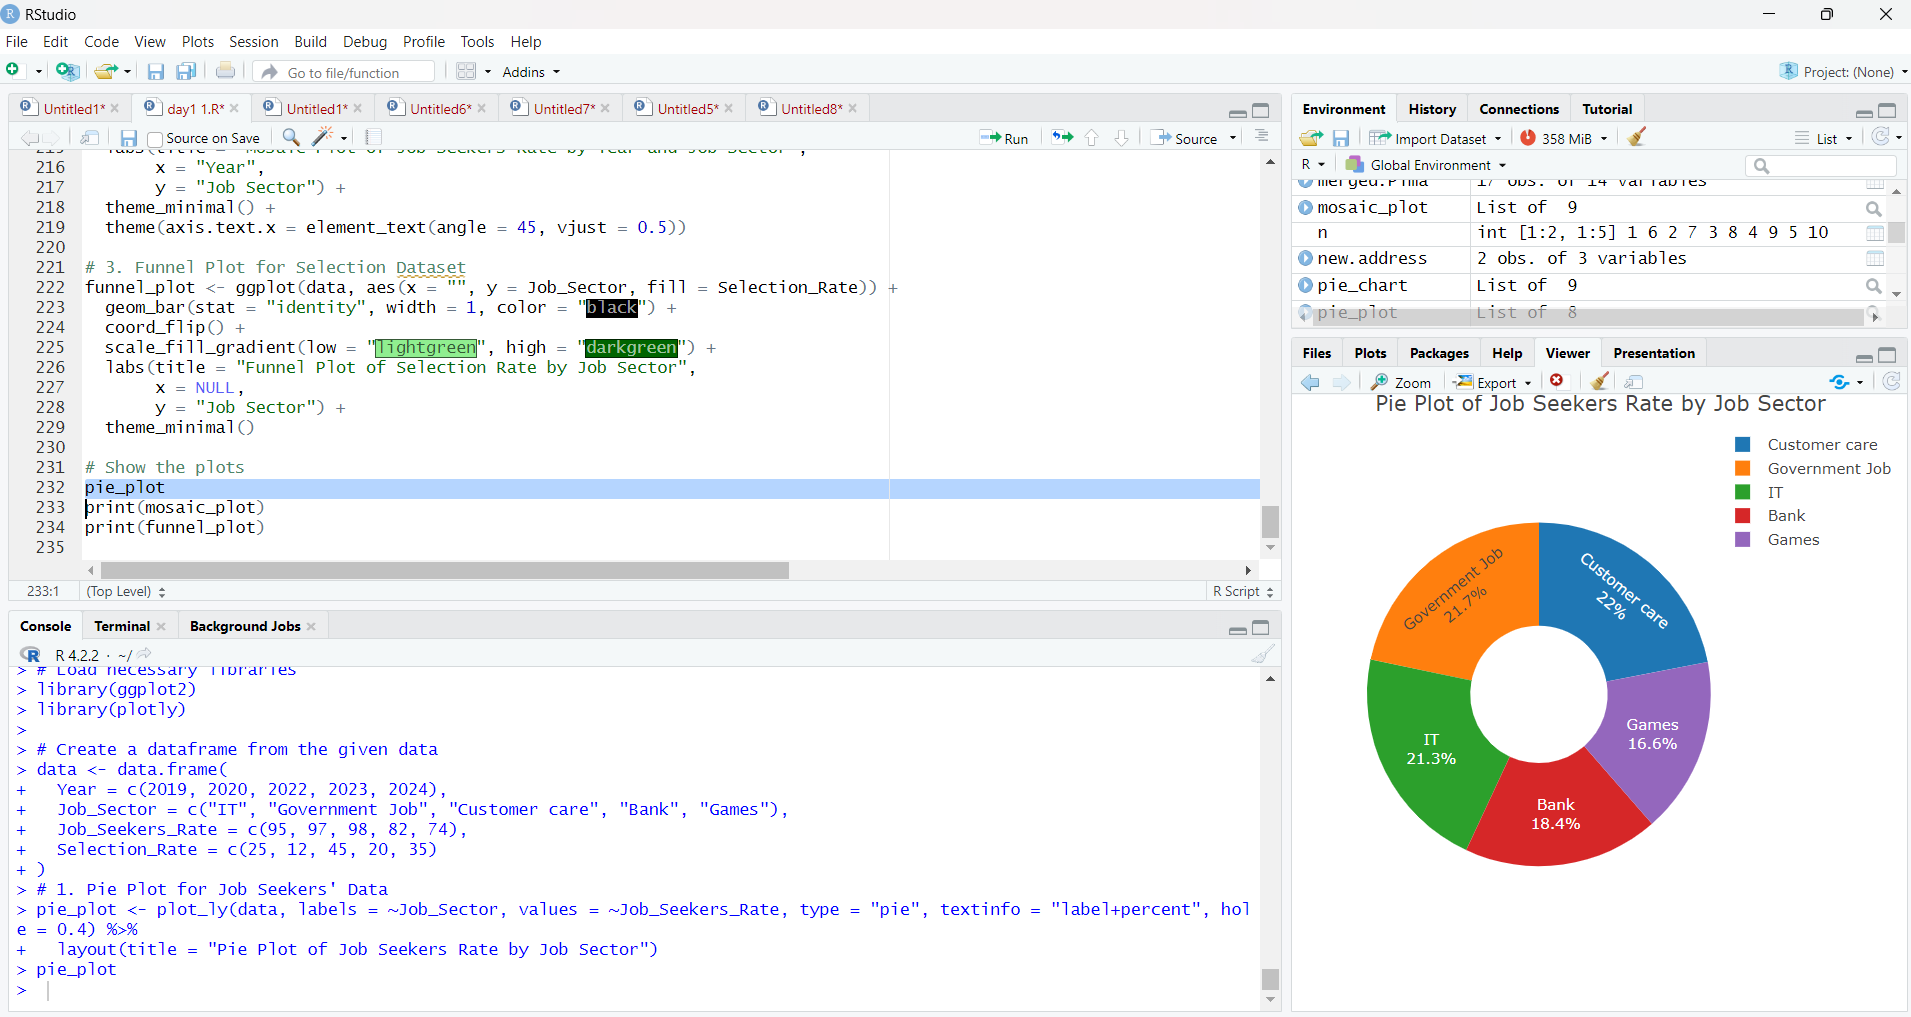 RStudio
File Edit Code View Plots Session Build Debug Profile Tools Help
Go to file/function Addins Project: (None)
Untitled1* day1 1.R* Untitled1* Untitled6* Untitled7* Untitled5* Untitled8*
Source on Save Run Source
216 x = "Year",
217 y = "Job Sector") +
218 theme_minimal() +
219 theme(axis.text.x = element_text(angle = 45, vjust = 0.5))
220
221 # 3. Funnel Plot for Selection Dataset
222 funnel_plot <- ggplot(data, aes(x = "", y = Job_Sector, fill = Selection_Rate)) +
223 geom_bar(stat = "identity", width = 1, color = "black") +
224 coord_flip() +
225 scale_fill_gradient(low = "lightgreen", high = "darkgreen") +
226 labs(title = "Funnel Plot of Selection Rate by Job Sector",
227 x = NULL,
228 y = "Job Sector") +
229 theme_minimal()
230
231 # Show the plots
232 pie_plot
233 print(mosaic_plot)
234 print(funnel_plot)
235
233:1 (Top Level) R Script
Console Terminal Background Jobs
R 4.2.2 · ~/
> # Load necessary libraries
> library(ggplot2)
> library(plotly)
>
> # Create a dataframe from the given data
> data <- data.frame(
+ Year = c(2019, 2020, 2022, 2023, 2024),
+ Job_Sector = c("IT", "Government Job", "Customer care", "Bank", "Games"),
+ Job_Seekers_Rate = c(95, 97, 98, 82, 74),
+ Selection_Rate = c(25, 12, 45, 20, 35)
+ )
> # 1. Pie Plot for Job Seekers' Data
> pie_plot <- plot_ly(data, labels = ~Job_Sector, values = ~Job_Seekers_Rate, type = "pie", textinfo = "label+percent", hol
e = 0.4) %>%
+ layout(title = "Pie Plot of Job Seekers Rate by Job Sector")
> pie_plot
>
Environment History Connections Tutorial
Import Dataset 358 MiB List
R Global Environment
merged.Pima 17 obs. of 14 variables
mosaic_plot List of 9
n int [1:2, 1:5] 1 6 2 7 3 8 4 9 5 10
new.address 2 obs. of 3 variables
pie_chart List of 9
pie_plot List of 8
Files Plots Packages Help Viewer Presentation
Zoom Export
Pie Plot of Job Seekers Rate by Job Sector
Customer care
Government Job
IT
Bank
Games
Government Job
21.7%
Customer care
22%
IT
21.3%
Games
16.6%
Bank
18.4%